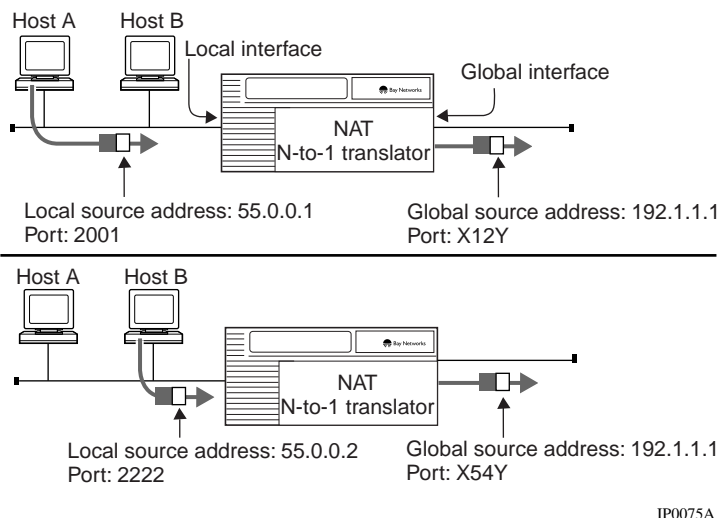 Host A
Host B
Local interface
Global interface
Bay Networks
NAT
N-to-1 translator
Local source address: 55.0.0.1
Port: 2001
Global source address: 192.1.1.1
Port: X12Y
Host A
Host B
Bay Networks
NAT
N-to-1 translator
Local source address: 55.0.0.2
Port: 2222
Global source address: 192.1.1.1
Port: X54Y
IP0075A